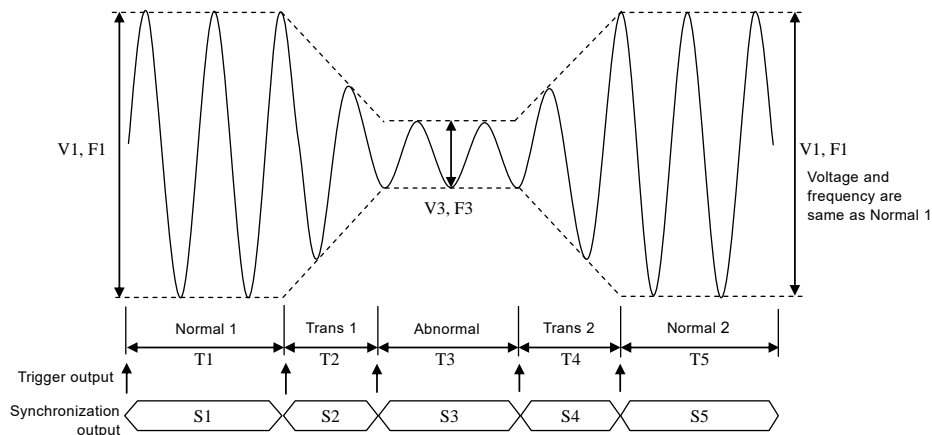 V1, F1
V3, F3
V1, F1
Voltage and
frequency are
same as Normal 1
Normal 1
Trans 1
Abnormal
Trans 2
Normal 2
T1
T2
T3
T4
T5
Trigger output
Synchronization
output
S1
S2
S3
S4
S5